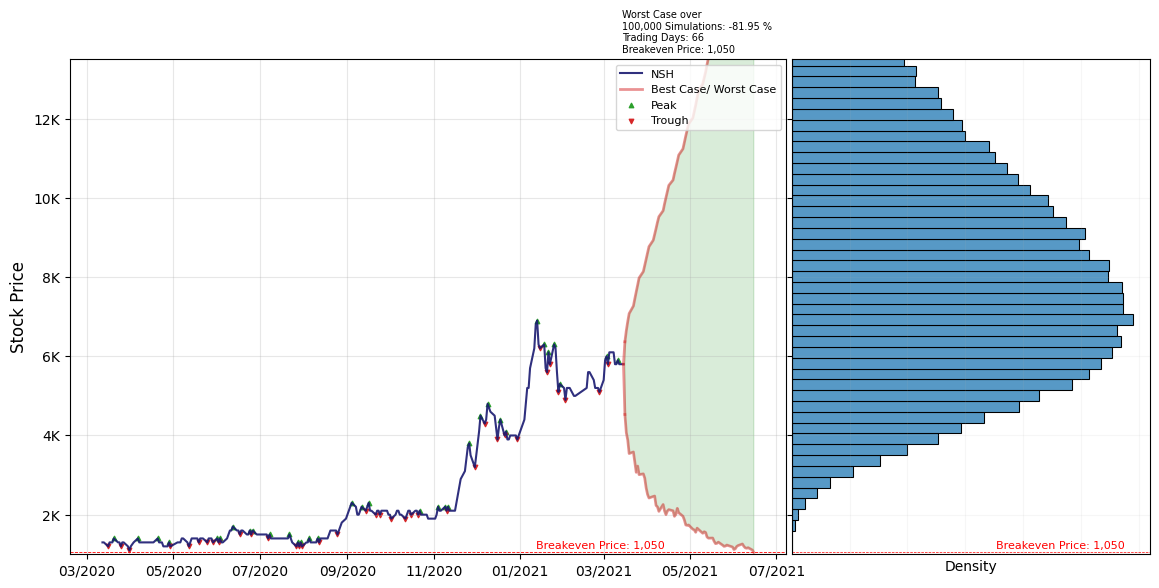 Worst Case over
100,000 Simulations: -81.95 %
Trading Days: 66
Breakeven Price: 1,050
NSH
Best Case/ Worst Case
Peak
Trough
12K
10K
8K
6K
4K
2K
Stock Price
Breakeven Price: 1,050
Breakeven Price: 1,050
03/2020 05/2020 07/2020 09/2020 11/2020 01/2021 03/2021 05/2021 07/2021
Density